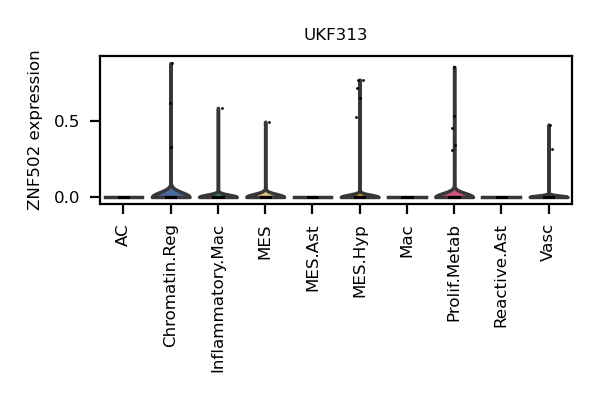 UKF313
ZNF502 expression
0.5
0.0
AC
Chromatin.Reg
Inflammatory.Mac
MES
MES.Ast
MES.Hyp
Mac
Prolif.Metab
Reactive.Ast
Vasc